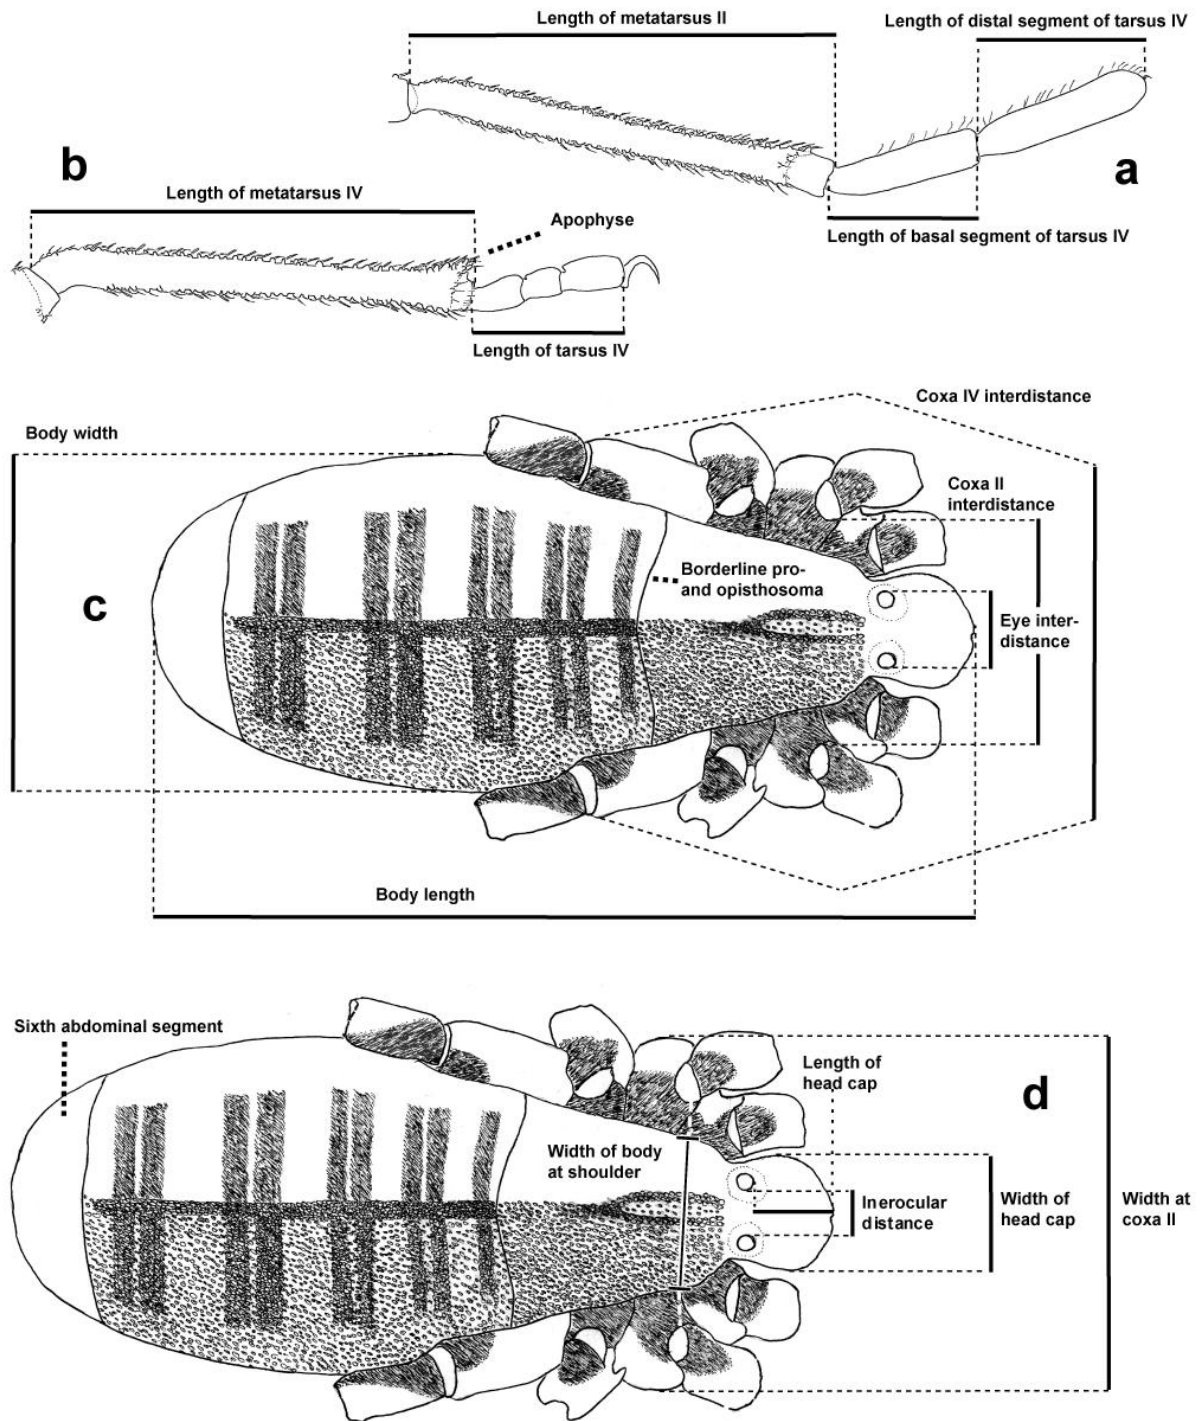 Length of metatarsus II
Length of distal segment of tarsus IV
a
Length of basal segment of tarsus IV
b
Length of metatarsus IV
Apophyse
Length of tarsus IV
Coxa IV interdistance
Body width
Coxa II
interdistance
Borderline pro-
and opisthosoma
c
Eye inter-
distance
Body length
Sixth abdominal segment
Length of
head cap
d
Width of body
at shoulder
Inerocular
distance
Width of
head cap
Width at
coxa II